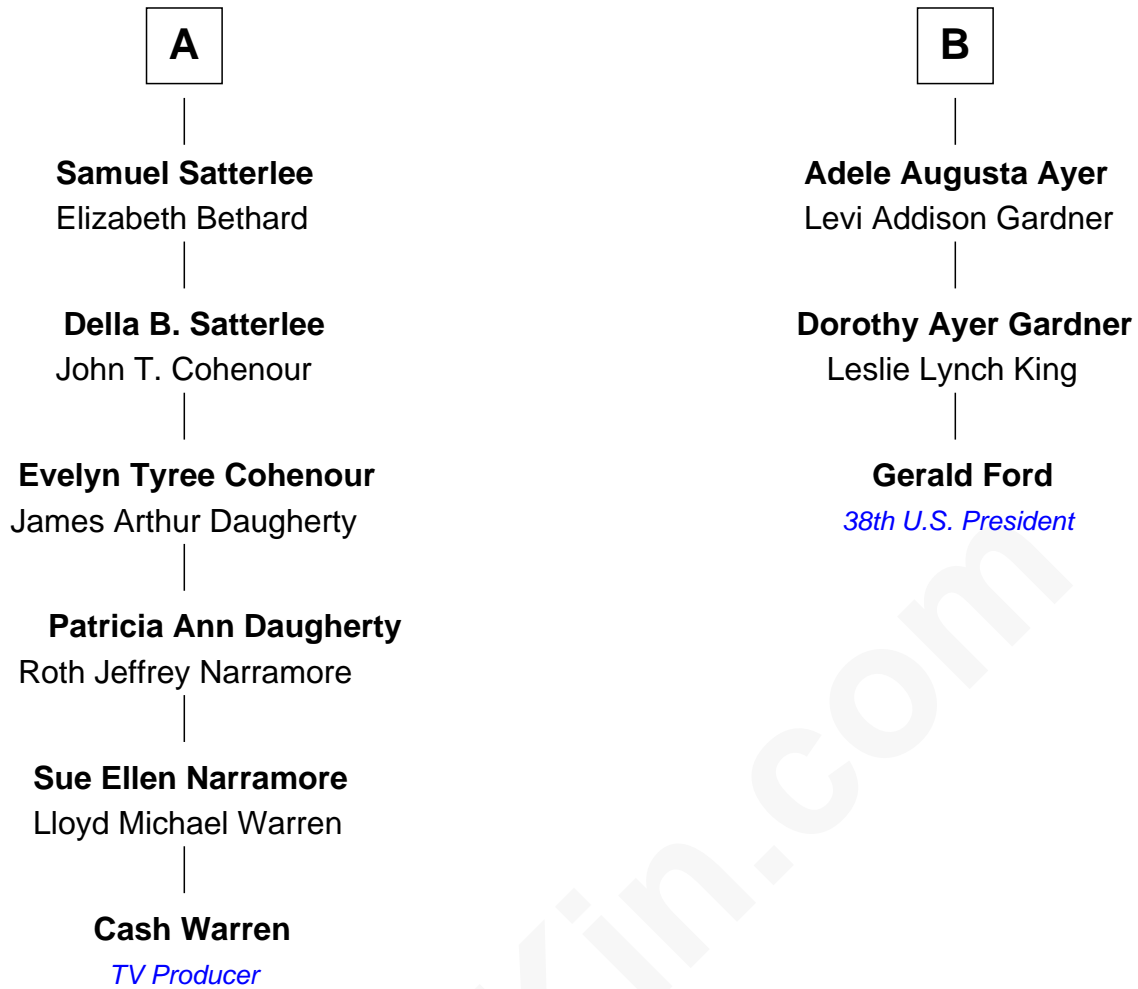 A
Samuel Satterlee
Elizabeth Bethard
Della B. Satterlee
John T. Cohenour
Evelyn Tyree Cohenour
James Arthur Daugherty
Patricia Ann Daugherty
Roth Jeffrey Narramore
Sue Ellen Narramore
Lloyd Michael Warren
Cash Warren
TV Producer
B
Adele Augusta Ayer
Levi Addison Gardner
Dorothy Ayer Gardner
Leslie Lynch King
Gerald Ford
38th U.S. President
Kin.com